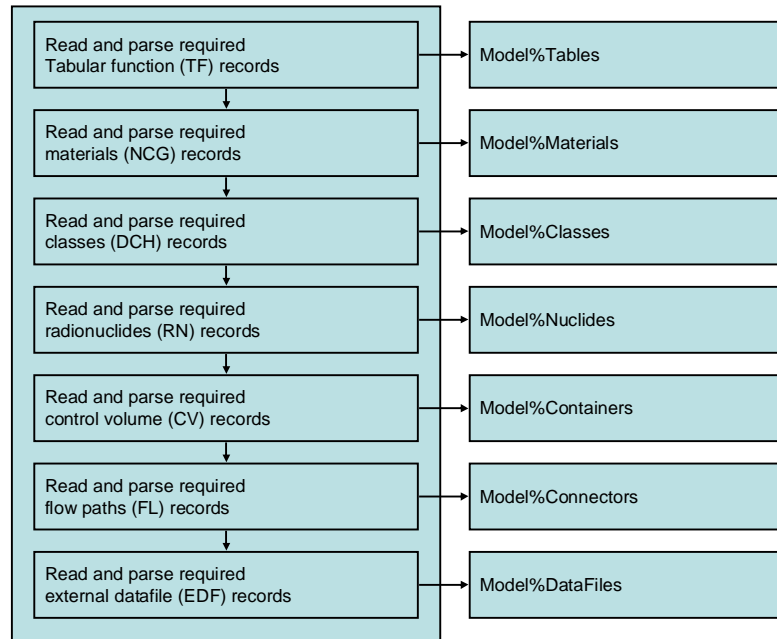 Read and parse required
Tabular function (TF) records
Model%Tables
Read and parse required
materials (NCG) records
Model%Materials
Read and parse required
classes (DCH) records
Model%Classes
Read and parse required
radionuclides (RN) records
Model%Nuclides
Read and parse required
control volume (CV) records
Model%Containers
Read and parse required
flow paths (FL) records
Model%Connectors
Read and parse required
external datafile (EDF) records
Model%DataFiles